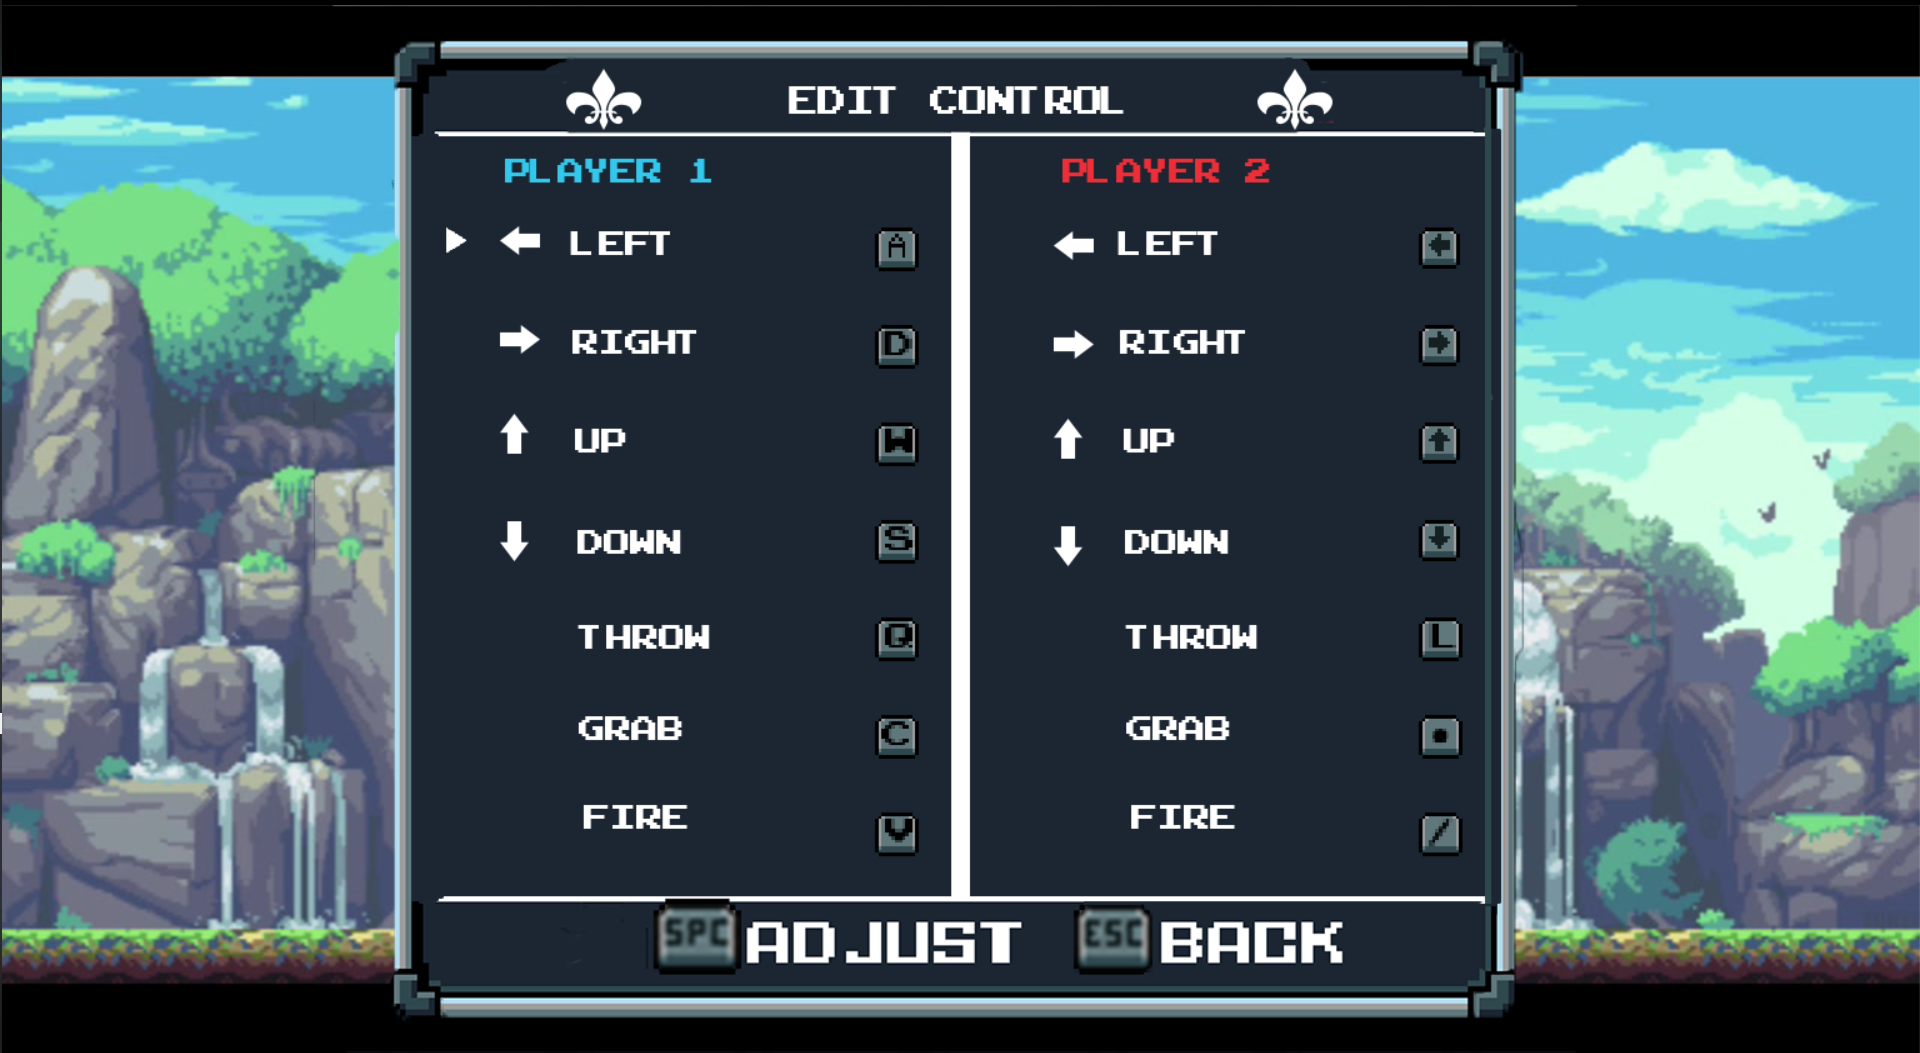 EDIT CONTROL
PLAYER 1
LEFT A
RIGHT D
UP W
DOWN S
THROW Q
GRAB C
FIRE V
PLAYER 2
LEFT ←
RIGHT →
UP ↑
DOWN ↓
THROW L
GRAB .
FIRE /
SPC ADJUST ESC BACK